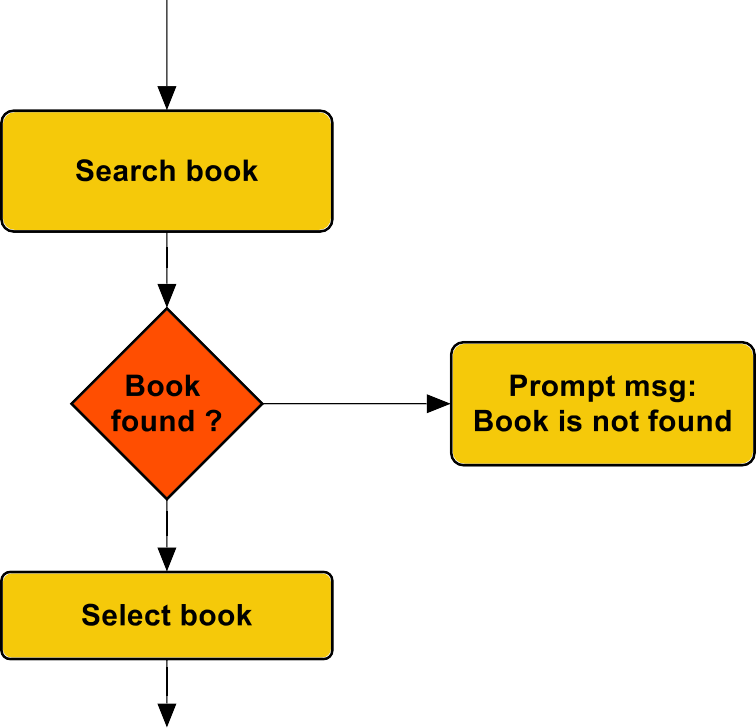 Search book
Book
found ?
Prompt msg:
Book is not found
Select book